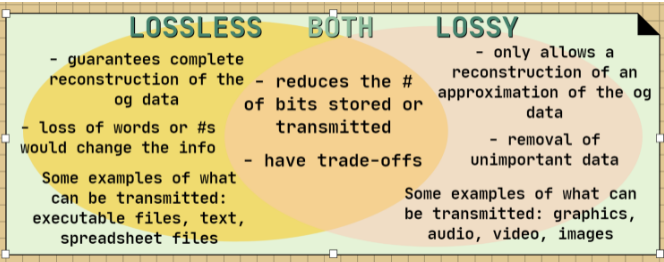 LOSSLESS
- guarantees complete
reconstruction of the
og data
- loss of words or #s
would change the info
Some examples of what
can be transmitted:
executable files, text,
spreadsheet files
BOTH
- reduces the #
of bits stored or
transmitted
- have trade-offs
LOSSY
- only allows a
reconstruction of an
approximation of the og
data
- removal of
unimportant data
Some examples of what can
be transmitted: graphics,
audio, video, images